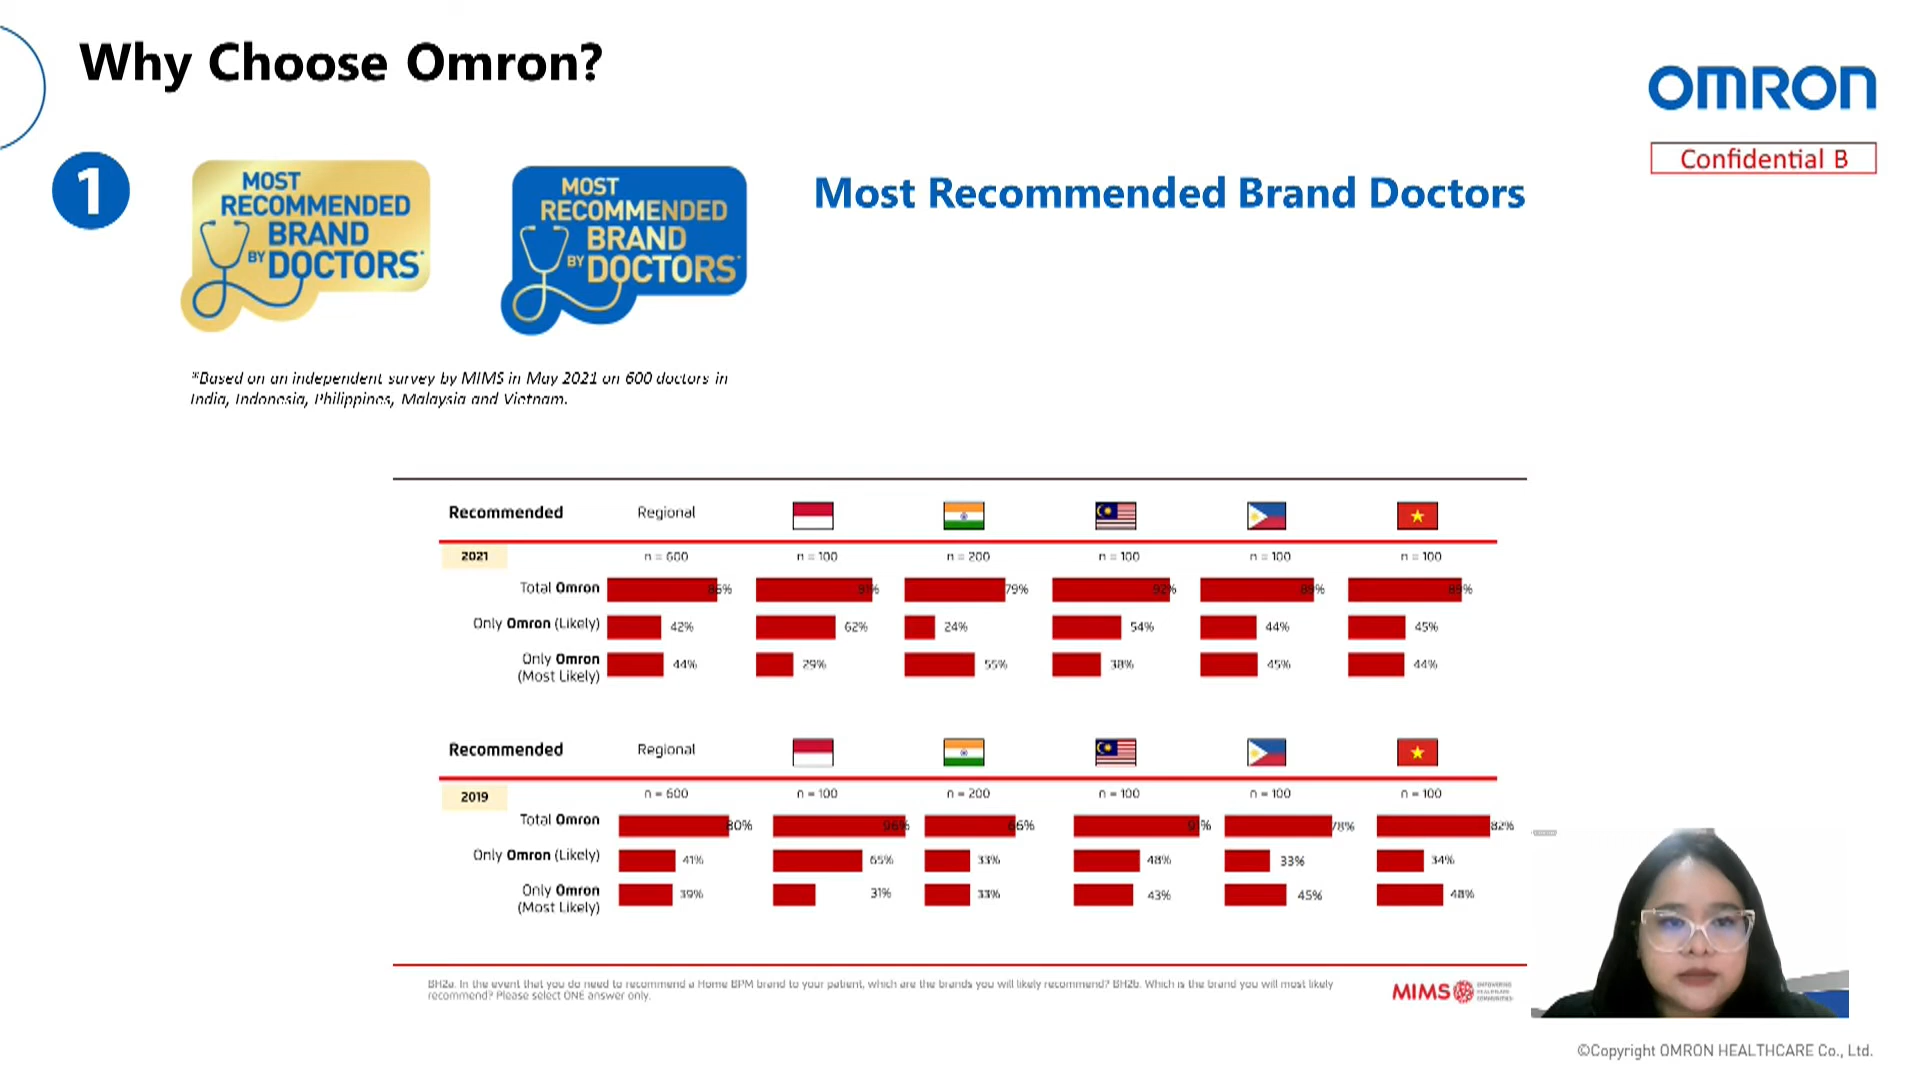 Why Choose Omron?
OMRON
Confidential B
1
MOST
RECOMMENDED
BRAND
BY DOCTORS*
MOST
RECOMMENDED
BRAND
BY DOCTORS*
Most Recommended Brand Doctors
*Based on an independent survey by MIMS in May 2021 on 600 doctors in
India, Indonesia, Philippines, Malaysia and Vietnam.
Recommended Regional
2021 n = 600 n = 100 n = 200 n = 100 n = 100 n = 100
Total Omron 86% 91% 79% 92% 89% 89%
Only Omron (Likely) 42% 62% 24% 54% 44% 45%
Only Omron
(Most Likely) 44% 29% 55% 38% 45% 44%
Recommended Regional
2019 n = 600 n = 100 n = 200 n = 100 n = 100 n = 100
Total Omron 80% 96% 66% 91% 78% 82%
Only Omron (Likely) 41% 65% 33% 48% 33% 34%
Only Omron
(Most Likely) 39% 31% 33% 43% 45% 48%
BH2a. In the event that you do need to recommend a Home BPM brand to your patient, which are the brands you will likely recommend? BH2b. Which is the brand you will most likely
recommend? Please select ONE answer only.
MIMS
EMPOWERING
HEALTHCARE
COMMUNITIES
©Copyright OMRON HEALTHCARE Co., Ltd.